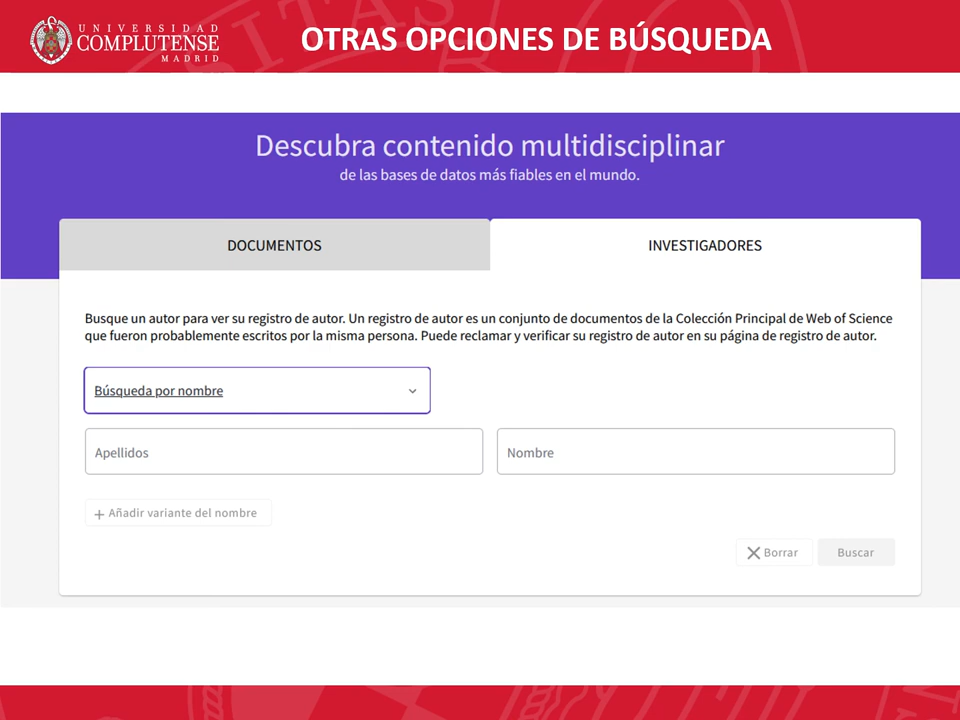 UNIVERSIDAD
COMPLUTENSE
MADRID
OTRAS OPCIONES DE BÚSQUEDA
Descubra contenido multidisciplinar
de las bases de datos más fiables en el mundo.
DOCUMENTOS
INVESTIGADORES
Busque un autor para ver su registro de autor. Un registro de autor es un conjunto de documentos de la Colección Principal de Web of Science
que fueron probablemente escritos por la misma persona. Puede reclamar y verificar su registro de autor en su página de registro de autor.
Búsqueda por nombre
Apellidos
Nombre
+ Añadir variante del nombre
Borrar
Buscar